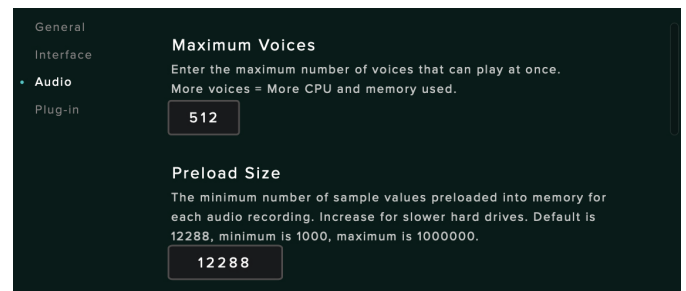 General
Interface
Audio
Plug-in
Maximum Voices
Enter the maximum number of voices that can play at once.
More voices = More CPU and memory used.
512
Preload Size
The minimum number of sample values preloaded into memory for
each audio recording. Increase for slower hard drives. Default is
12288, minimum is 1000, maximum is 1000000.
12288